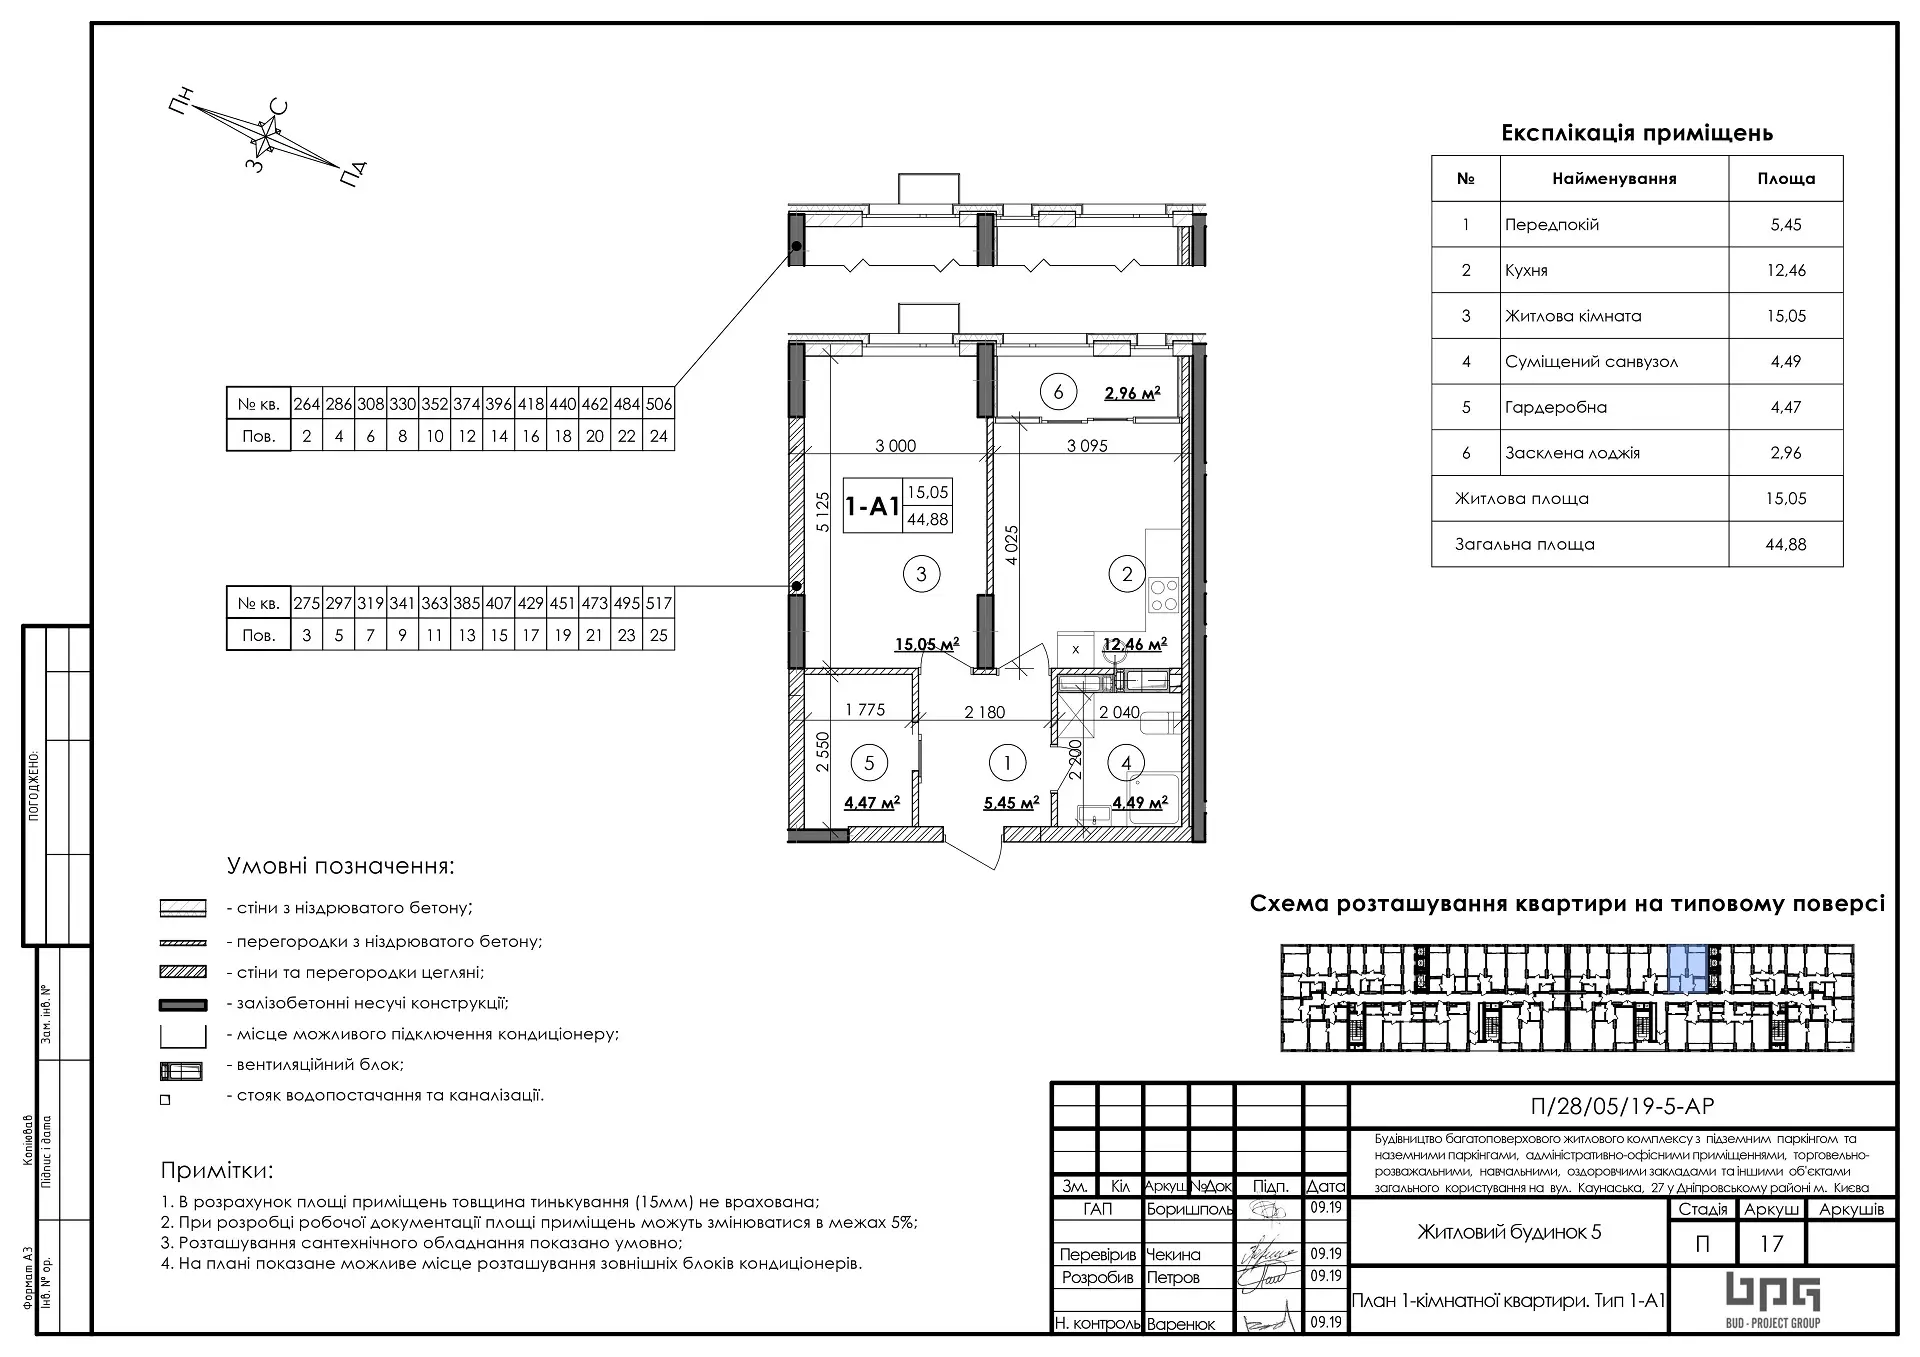 Пн
С
З
Пд
Експлікація приміщень
№ Найменування Площа
1 Передпокій 5,45
2 Кухня 12,46
3 Житлова кімната 15,05
4 Суміщений санвузол 4,49
5 Гардеробна 4,47
6 Засклена лоджія 2,96
Житлова площа 15,05
Загальна площа 44,88
№ кв. 264 286 308 330 352 374 396 418 440 462 484 506
Пов. 2 4 6 8 10 12 14 16 18 20 22 24
№ кв. 275 297 319 341 363 385 407 429 451 473 495 517
Пов. 3 5 7 9 11 13 15 17 19 21 23 25
6 2,96 м²
3 000 3 095
1-А1 15,05
44,88
5 125
4 025
3 2
15,05 м² х 12,46 м²
1 775 2 180 2 040
2 550 2 200
5 1 4
4,47 м² 5,45 м² 4,49 м²
Умовні позначення:
- стіни з ніздрюватого бетону;
- перегородки з ніздрюватого бетону;
- стіни та перегородки цегляні;
- залізобетонні несучі конструкції;
- місце можливого підключення кондиціонеру;
- вентиляційний блок;
- стояк водопостачання та каналізації.
Примітки:
1. В розрахунок площі приміщень товщина тинькування (15мм) не врахована;
2. При розробці робочої документації площі приміщень можуть змінюватися в межах 5%;
3. Розташування сантехнічного обладнання показано умовно;
4. На плані показане можливе місце розташування зовнішніх блоків кондиціонерів.
Схема розташування квартири на типовому поверсі
П/28/05/19-5-АР
Будівництво багатоповерхового житлового комплексу з підземним паркінгом та
наземними паркінгами, адміністративно-офісними приміщеннями, торговельно-
розважальними, навчальними, оздоровчими закладами та іншими об'єктами
загального користування на вул. Каунаська, 27 у Дніпровському районі м. Києва
Зм. Кіл Аркуш №Док Підп. Дата
ГАП Боришполь 09.19
Перевірив Чекина 09.19
Розробив Петров 09.19
Н. контроль Варенюк 09.19
Житловий будинок 5
Стадія Аркуш Аркушів
П 17
План 1-кімнатної квартири. Тип 1-А1
bpg
BUD - PROJECT GROUP
ПОГОДЖЕНО:
Зам. інв. №
Підпис і дата
Інв. № ор.
Копіював
Формат А3